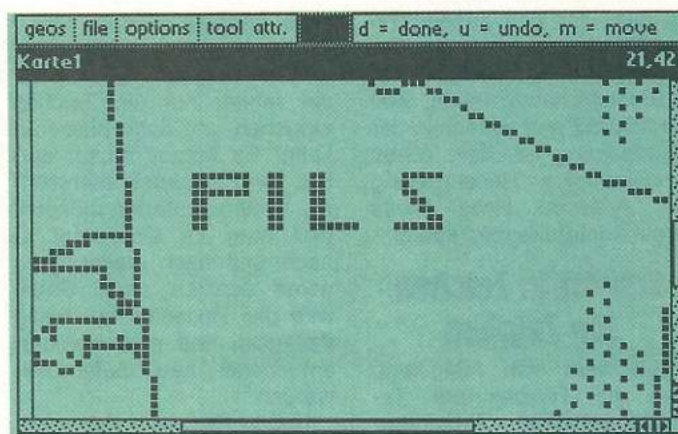 geos file options tool attr. d = done, u = undo, m = move
Karte1 21,42
PILS